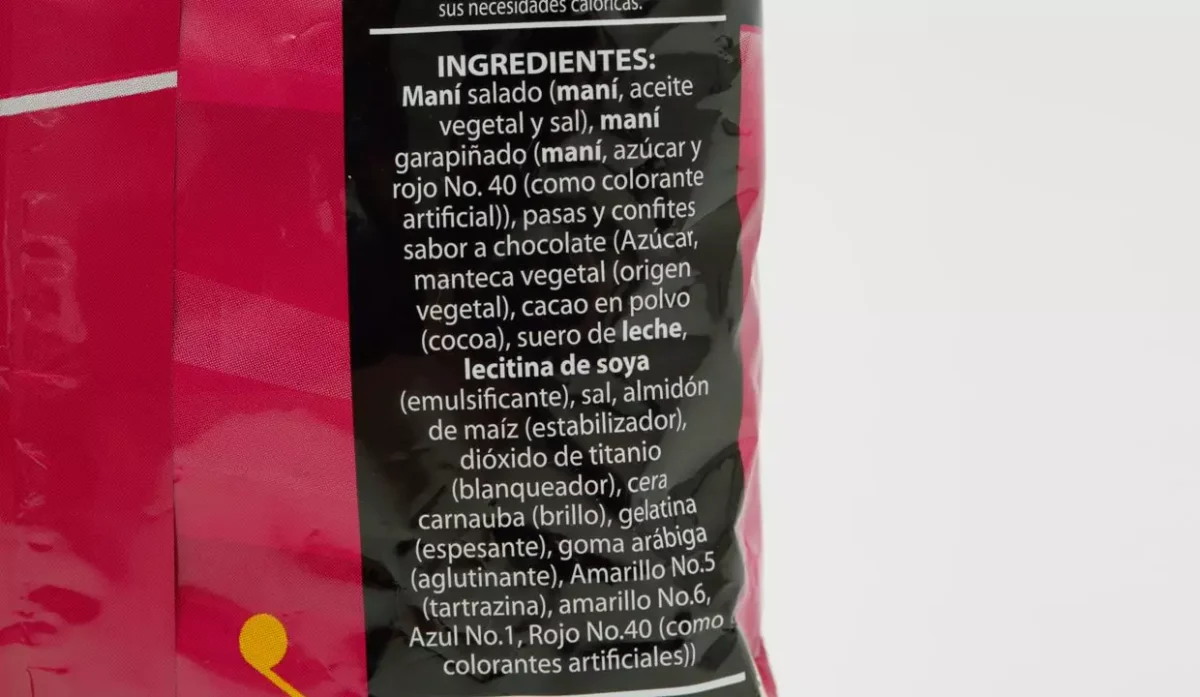 sus necesidades calóricas.
INGREDIENTES:
Maní salado (maní, aceite
vegetal y sal), maní
garapiñado (maní, azúcar y
rojo No. 40 (como colorante
artificial)), pasas y confites
sabor a chocolate (Azúcar,
manteca vegetal (origen
vegetal), cacao en polvo
(cocoa), suero de leche,
lecitina de soya
(emulsificante), sal, almidón
de maíz (estabilizador),
dióxido de titanio
(blanqueador), cera
carnauba (brillo), gelatina
(espesante), goma arábiga
(aglutinante), Amarillo No.5
(tartrazina), amarillo No.6,
Azul No.1, Rojo No.40 (como
colorantes artificiales))